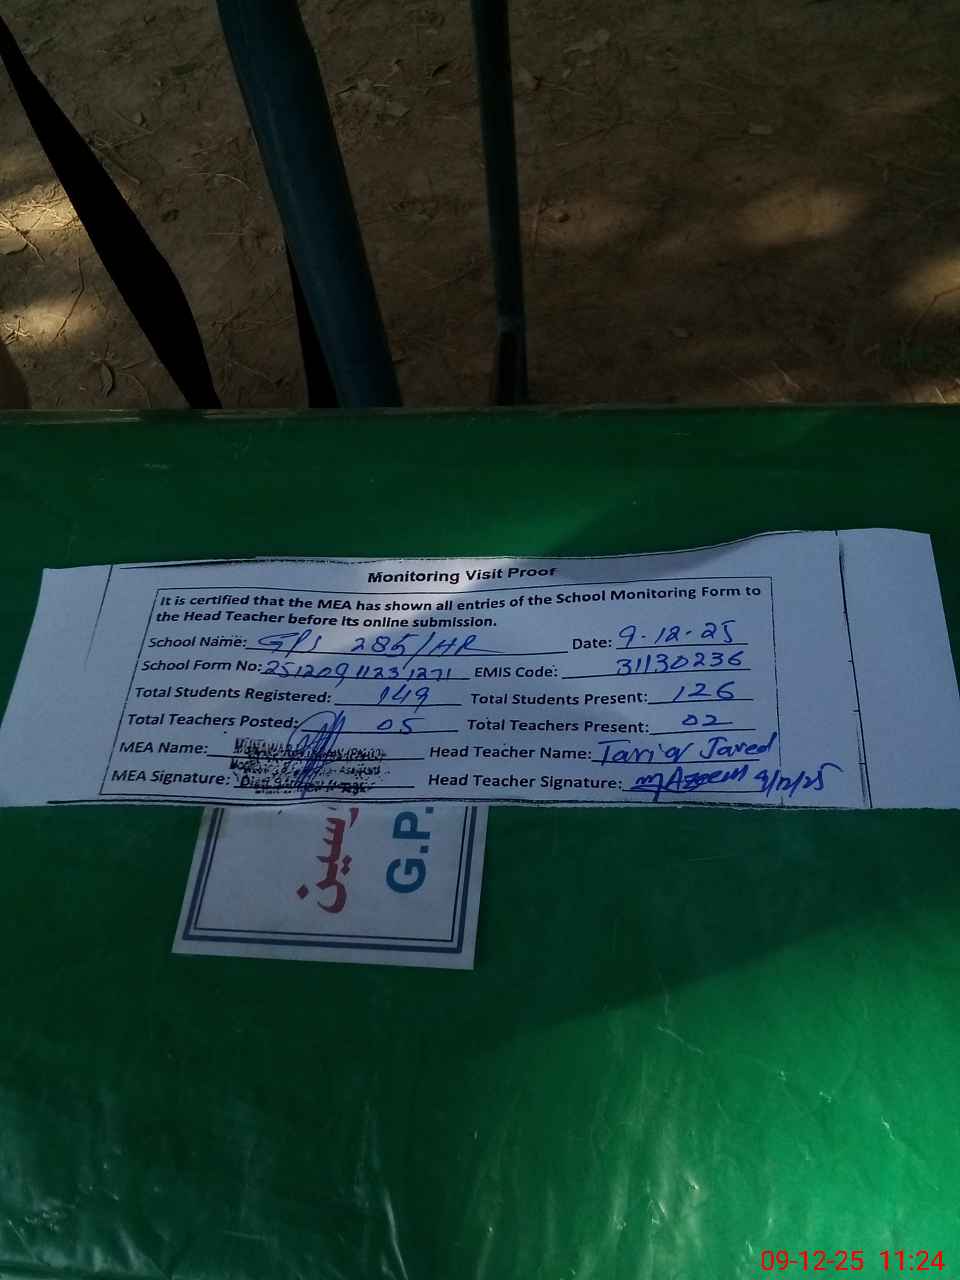 Monitoring Visit Proof
It is certified that the MEA has shown all entries of the School Monitoring Form to
the Head Teacher before its online submission.
School Name: GPS 285/HR Date: 9-12-25
School Form No: 25120911231271 EMIS Code: 31130236
Total Students Registered: 149 Total Students Present: 126
Total Teachers Posted: 05 Total Teachers Present: 02
MEA Name: Head Teacher Name: Tariq Javed
MEA Signature: Head Teacher Signature: M Azeem 9/12/25
G.P.
09-12-25 11:24